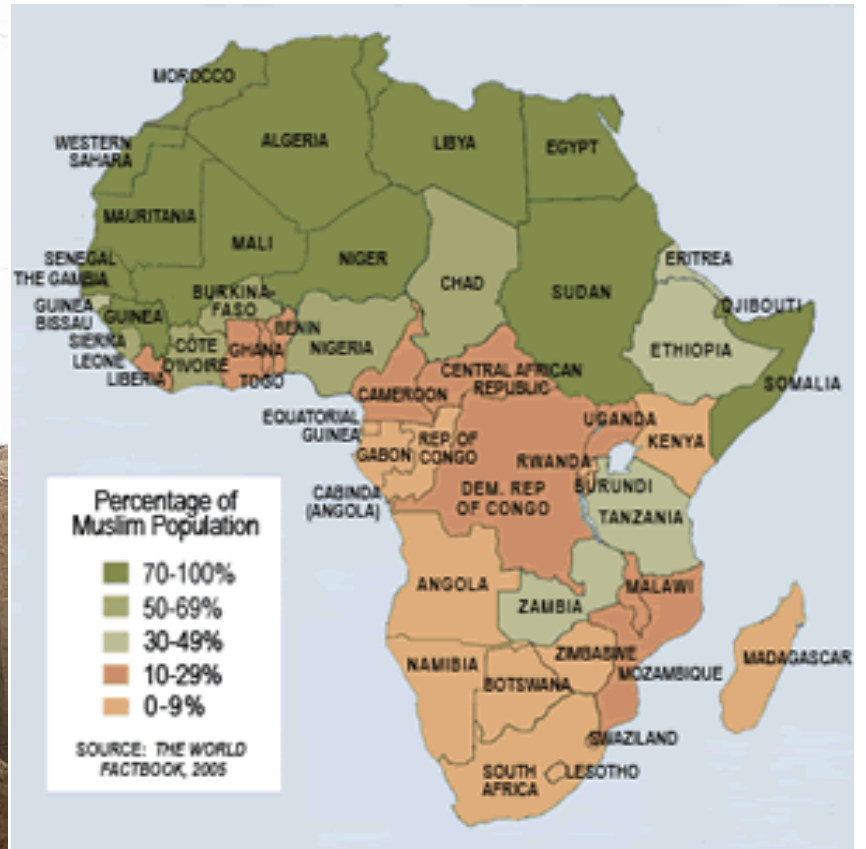 MOROCCO
WESTERN
SAHARA
ALGERIA
LIBYA
EGYPT
MAURITANIA
MALI
NIGER
CHAD
SUDAN
ERITREA
SENEGAL
THE GAMBIA
GUINEA
BISSAU
GUINEA
BURKINA-
FASO
BENIN
NIGERIA
DJIBOUTI
SIERRA
LEONE
CÔTE
D'IVOIRE
GHANA
ETHIOPIA
LIBERIA
TOGO
SOMALIA
CENTRAL AFRICAN
REPUBLIC
CAMEROON
EQUATORIAL
GUINEA
UGANDA
KENYA
GABON
REP. OF
CONGO
RWANDA
BURUNDI
CABINDA
(ANGOLA)
DEM. REP
OF CONGO
TANZANIA
ANGOLA
ZAMBIA
MALAWI
NAMIBIA
ZIMBABWE
MOZAMBIQUE
MADAGASCAR
BOTSWANA
SWAZILAND
SOUTH
AFRICA
LESOTHO
Percentage of
Muslim Population
70-100%
50-69%
30-49%
10-29%
0-9%
SOURCE: THE WORLD
FACTBOOK, 2005